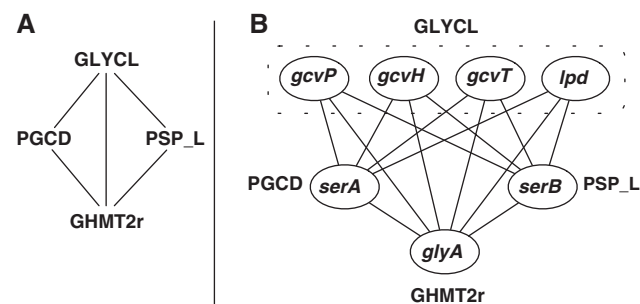 A
GLYCL
PGCD PSP_L
GHMT2r
B
GLYCL
gcvP gcvH gcvT lpd
PGCD serA serB PSP_L
glyA
GHMT2r